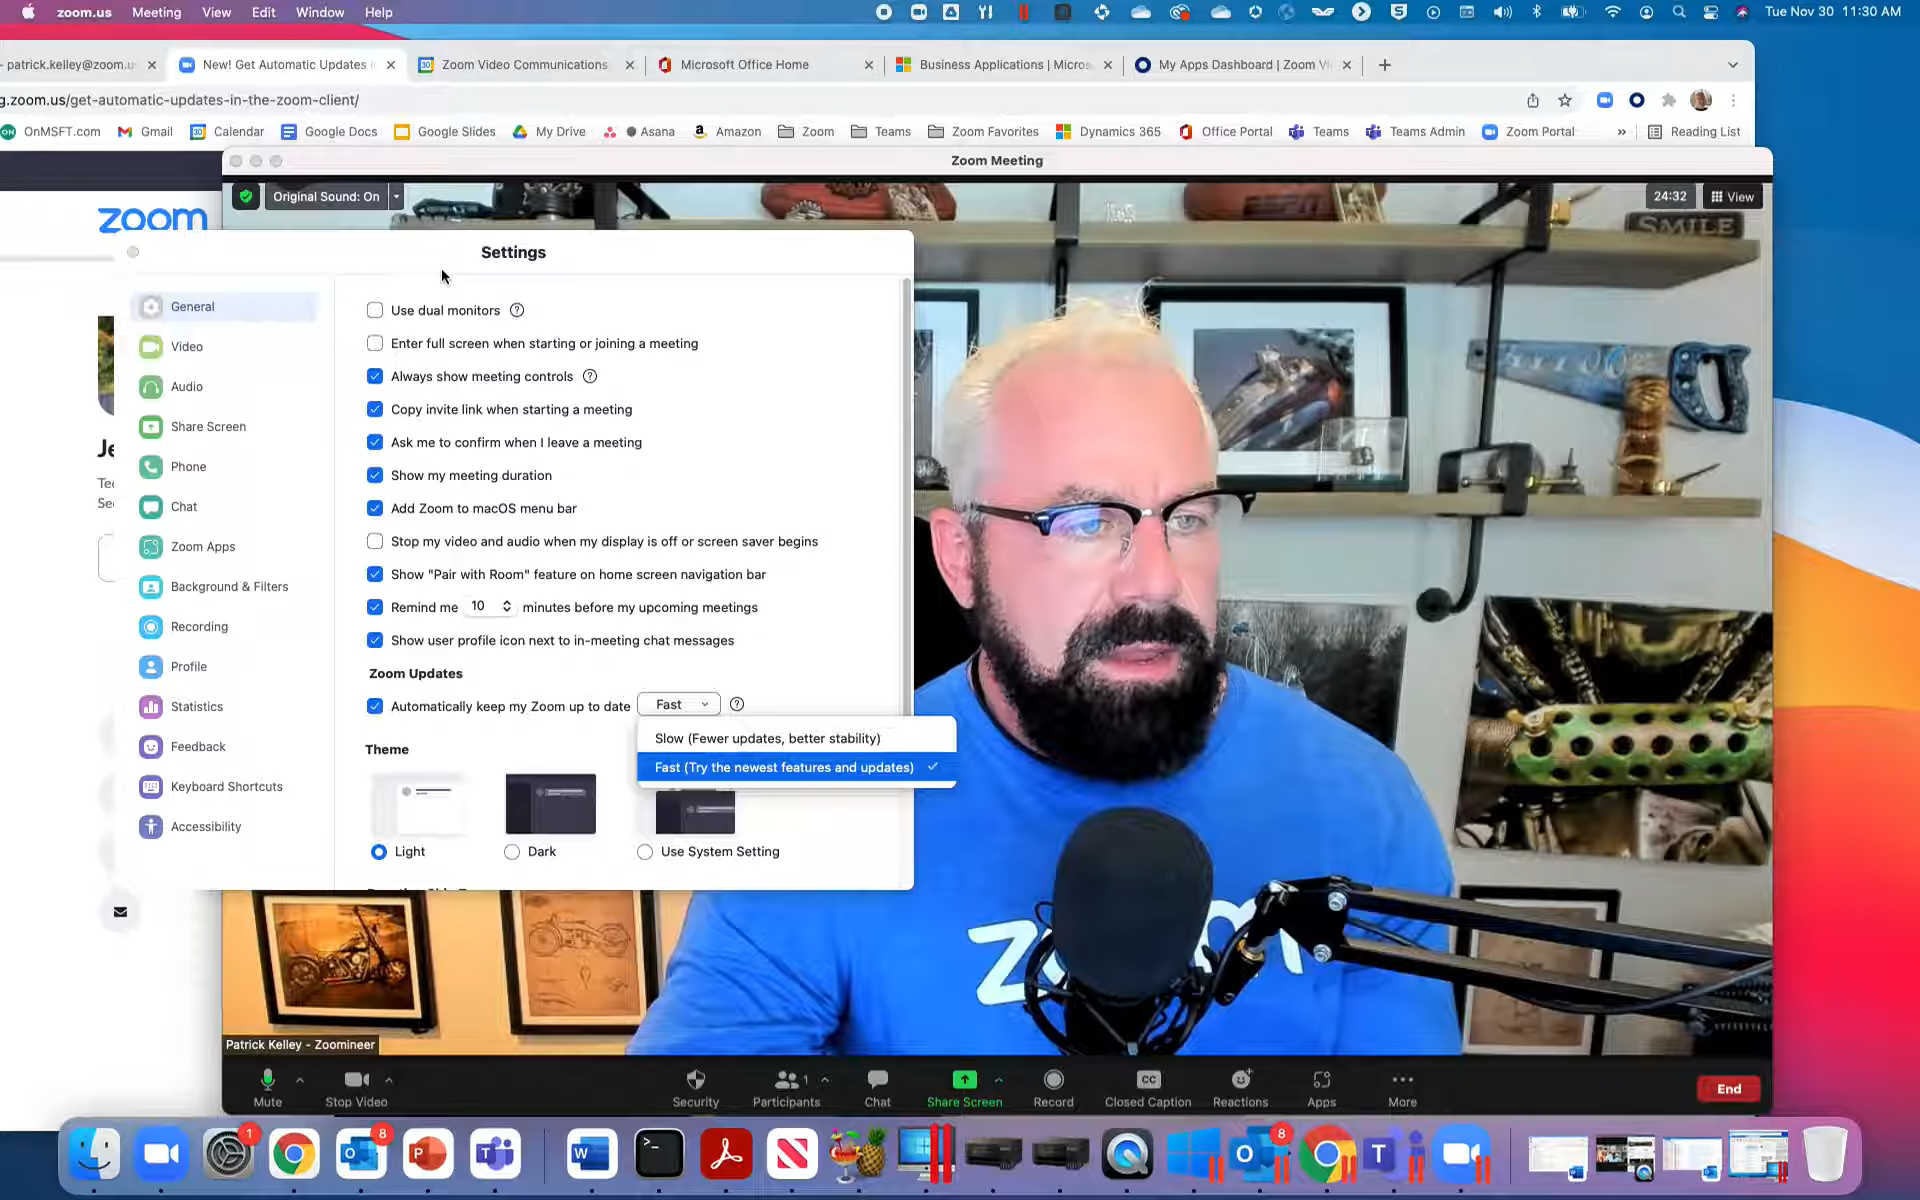 zoom.us Meeting View Edit Window Help
Tue Nov 30 11:30 AM
- patrick.kelley@zoom.u
New! Get Automatic Updates i
Zoom Video Communications
Microsoft Office Home
Business Applications | Micros
My Apps Dashboard | Zoom Vi
g.zoom.us/get-automatic-updates-in-the-zoom-client/
OnMSFT.com Gmail Calendar Google Docs Google Slides My Drive Asana Amazon Zoom Teams Zoom Favorites Dynamics 365 Office Portal Teams Teams Admin Zoom Portal » Reading List
Zoom Meeting
Original Sound: On
24:32
View
SMILE
zoom
Settings
General
Video
Audio
Share Screen
Phone
Chat
Zoom Apps
Background & Filters
Recording
Profile
Statistics
Feedback
Keyboard Shortcuts
Accessibility
Use dual monitors
Enter full screen when starting or joining a meeting
Always show meeting controls
Copy invite link when starting a meeting
Ask me to confirm when I leave a meeting
Show my meeting duration
Add Zoom to macOS menu bar
Stop my video and audio when my display is off or screen saver begins
Show "Pair with Room" feature on home screen navigation bar
Remind me 10 minutes before my upcoming meetings
Show user profile icon next to in-meeting chat messages
Zoom Updates
Automatically keep my Zoom up to date Fast
Slow (Fewer updates, better stability)
Fast (Try the newest features and updates)
Theme
Light
Dark
Use System Setting
Je
Te
Se
Patrick Kelley - Zoomineer
Mute
Stop Video
Security
Participants 1
Chat
Share Screen
Record
CC
Closed Caption
Reactions
Apps
More
End
1
8
8